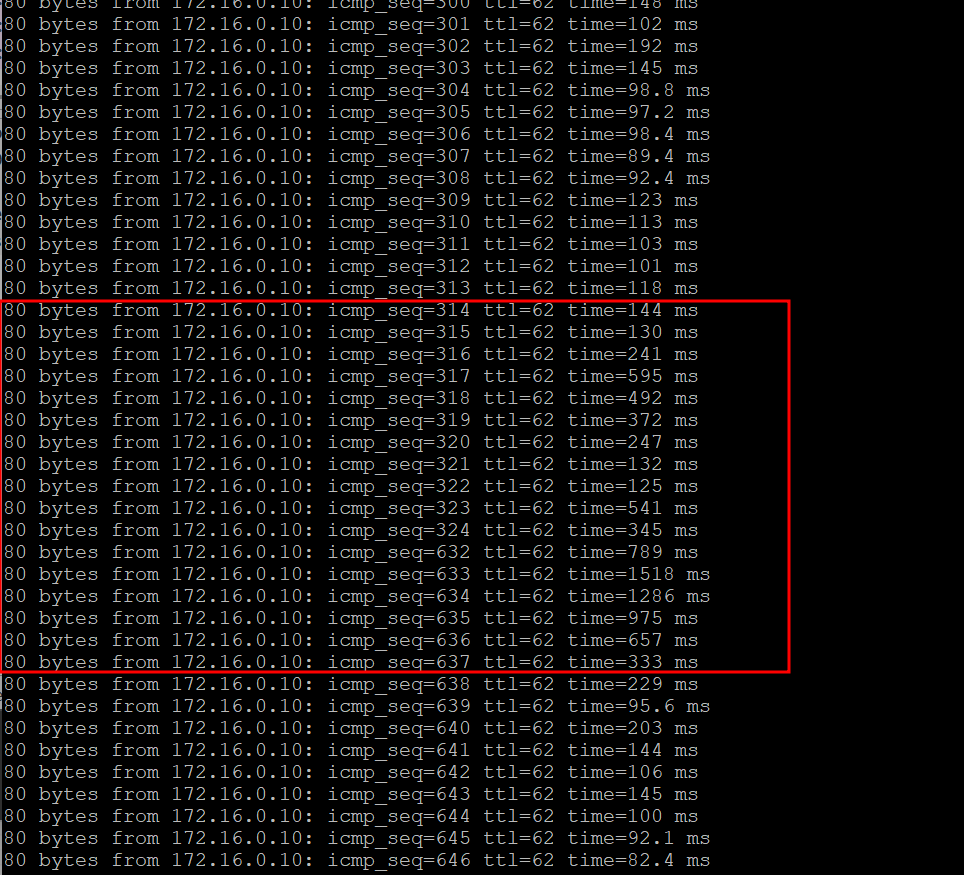 80 bytes from 172.16.0.10: icmp_seq=300 ttl=62 time=148 ms
80 bytes from 172.16.0.10: icmp_seq=301 ttl=62 time=102 ms
80 bytes from 172.16.0.10: icmp_seq=302 ttl=62 time=192 ms
80 bytes from 172.16.0.10: icmp_seq=303 ttl=62 time=145 ms
80 bytes from 172.16.0.10: icmp_seq=304 ttl=62 time=98.8 ms
80 bytes from 172.16.0.10: icmp_seq=305 ttl=62 time=97.2 ms
80 bytes from 172.16.0.10: icmp_seq=306 ttl=62 time=98.4 ms
80 bytes from 172.16.0.10: icmp_seq=307 ttl=62 time=89.4 ms
80 bytes from 172.16.0.10: icmp_seq=308 ttl=62 time=92.4 ms
80 bytes from 172.16.0.10: icmp_seq=309 ttl=62 time=123 ms
80 bytes from 172.16.0.10: icmp_seq=310 ttl=62 time=113 ms
80 bytes from 172.16.0.10: icmp_seq=311 ttl=62 time=103 ms
80 bytes from 172.16.0.10: icmp_seq=312 ttl=62 time=101 ms
80 bytes from 172.16.0.10: icmp_seq=313 ttl=62 time=118 ms
80 bytes from 172.16.0.10: icmp_seq=314 ttl=62 time=144 ms
80 bytes from 172.16.0.10: icmp_seq=315 ttl=62 time=130 ms
80 bytes from 172.16.0.10: icmp_seq=316 ttl=62 time=241 ms
80 bytes from 172.16.0.10: icmp_seq=317 ttl=62 time=595 ms
80 bytes from 172.16.0.10: icmp_seq=318 ttl=62 time=492 ms
80 bytes from 172.16.0.10: icmp_seq=319 ttl=62 time=372 ms
80 bytes from 172.16.0.10: icmp_seq=320 ttl=62 time=247 ms
80 bytes from 172.16.0.10: icmp_seq=321 ttl=62 time=132 ms
80 bytes from 172.16.0.10: icmp_seq=322 ttl=62 time=125 ms
80 bytes from 172.16.0.10: icmp_seq=323 ttl=62 time=541 ms
80 bytes from 172.16.0.10: icmp_seq=324 ttl=62 time=345 ms
80 bytes from 172.16.0.10: icmp_seq=632 ttl=62 time=789 ms
80 bytes from 172.16.0.10: icmp_seq=633 ttl=62 time=1518 ms
80 bytes from 172.16.0.10: icmp_seq=634 ttl=62 time=1286 ms
80 bytes from 172.16.0.10: icmp_seq=635 ttl=62 time=975 ms
80 bytes from 172.16.0.10: icmp_seq=636 ttl=62 time=657 ms
80 bytes from 172.16.0.10: icmp_seq=637 ttl=62 time=333 ms
80 bytes from 172.16.0.10: icmp_seq=638 ttl=62 time=229 ms
80 bytes from 172.16.0.10: icmp_seq=639 ttl=62 time=95.6 ms
80 bytes from 172.16.0.10: icmp_seq=640 ttl=62 time=203 ms
80 bytes from 172.16.0.10: icmp_seq=641 ttl=62 time=144 ms
80 bytes from 172.16.0.10: icmp_seq=642 ttl=62 time=106 ms
80 bytes from 172.16.0.10: icmp_seq=643 ttl=62 time=145 ms
80 bytes from 172.16.0.10: icmp_seq=644 ttl=62 time=100 ms
80 bytes from 172.16.0.10: icmp_seq=645 ttl=62 time=92.1 ms
80 bytes from 172.16.0.10: icmp_seq=646 ttl=62 time=82.4 ms